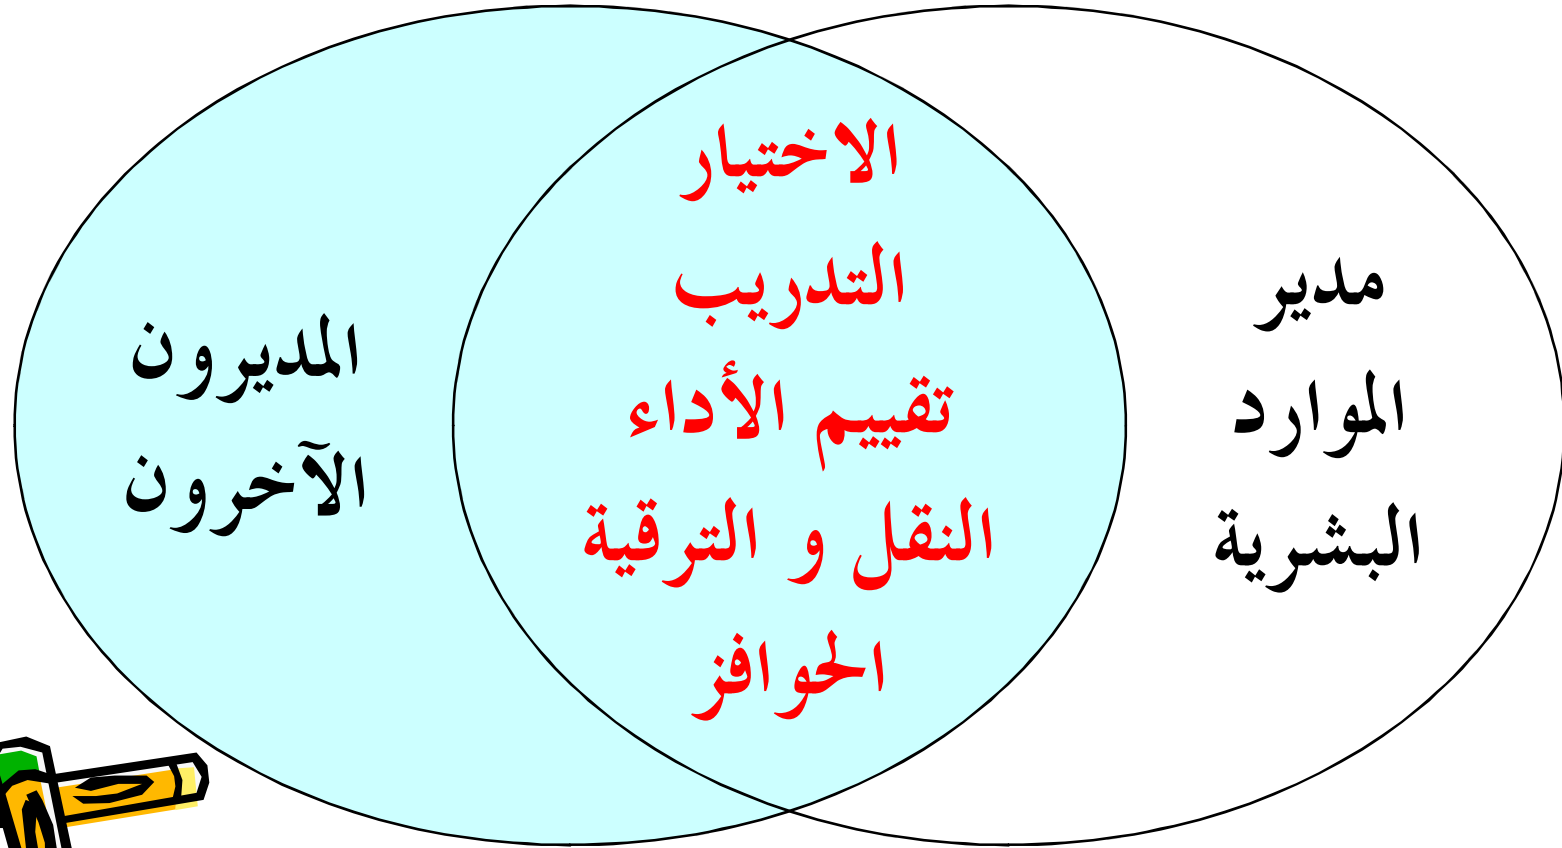 مدير
الموارد
البشرية
الاختيار
التدريب
تقييم الأداء
النقل و الترقية
الحوافز
المديرون
الآخرون